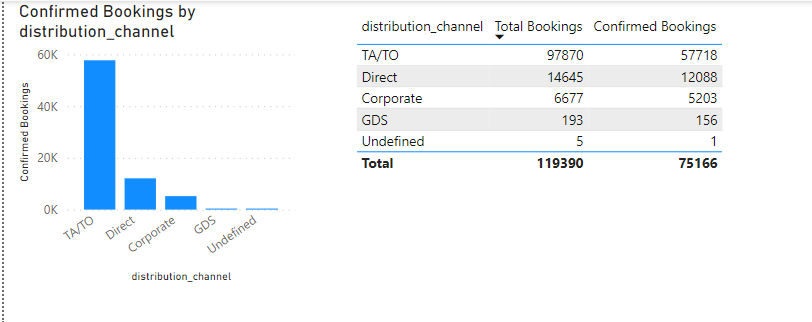 Confirmed Bookings by
distribution_channel
60K
40K
20K
0K
Confirmed Bookings
TA/TO
Direct
Corporate
GDS
Undefined
distribution_channel
distribution_channel Total Bookings Confirmed Bookings
TA/TO 97870 57718
Direct 14645 12088
Corporate 6677 5203
GDS 193 156
Undefined 5 1
Total 119390 75166